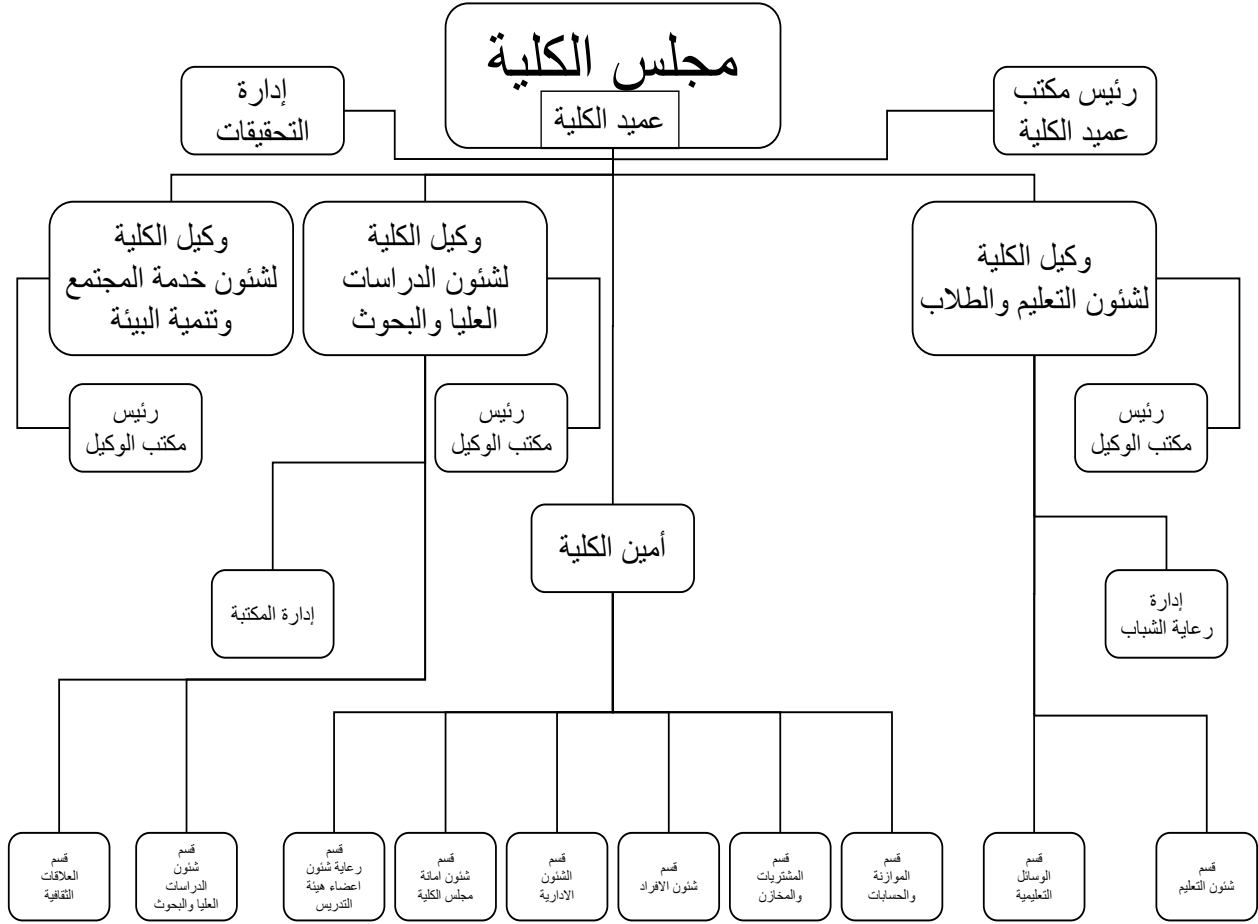 مجلس الكلية
عميد الكلية
رئيس مكتب
عميد الكلية
إدارة
التحقيقات
وكيل الكلية
لشئون التعليم والطلاب
وكيل الكلية
لشئون الدراسات
العليا والبحوث
وكيل الكلية
لشئون خدمة المجتمع
وتنمية البيئة
رئيس
مكتب الوكيل
رئيس
مكتب الوكيل
رئيس
مكتب الوكيل
أمين الكلية
إدارة
رعاية الشباب
إدارة المكتبة
قسم
شئون التعليم
قسم
الوسائل
التعليمية
قسم
الموازنة
والحسابات
قسم
المشتريات
والمخازن
قسم
شئون الافراد
قسم
الشئون
الادارية
قسم
شئون امانة
مجلس الكلية
قسم
رعاية شئون
اعضاء هيئة
التدريس
قسم
شئون
الدراسات
العليا والبحوث
قسم
العلاقات
الثقافية